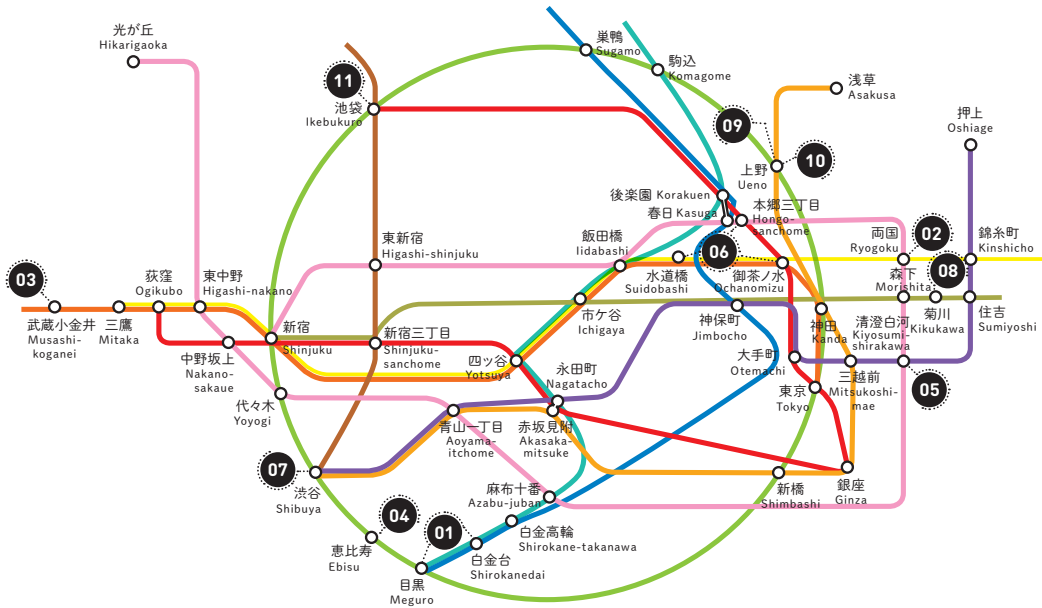 光が丘
Hikarigaoka
巣鴨
Sugamo
駒込
Komagome
11
池袋
Ikebukuro
浅草
Asakusa
押上
Oshiage
09
10
上野
Ueno
後楽園 Korakuen
春日 Kasuga
本郷三丁目
Hongo-
sanchome
東新宿
Higashi-shinjuku
飯田橋
Iidabashi
06
水道橋
Suidobashi
御茶ノ水
Ochanomizu
両国
Ryogoku
02
錦糸町
Kinshicho
03
武蔵小金井
Musashi-
koganei
三鷹
Mitaka
荻窪
Ogikubo
東中野
Higashi-nakano
新宿
Shinjuku
新宿三丁目
Shinjuku-
sanchome
中野坂上
Nakano-
sakaue
市ケ谷
Ichigaya
神保町
Jimbocho
神田
Kanda
森下
Morishita
08
菊川
Kikukawa
住吉
Sumiyoshi
清澄白河
Kiyosumi-
shirakawa
四ッ谷
Yotsuya
永田町
Nagatacho
大手町
Otemachi
三越前
Mitsukoshi-
mae
05
東京
Tokyo
代々木
Yoyogi
青山一丁目
Aoyama-
itchome
赤坂見附
Akasaka-
mitsuke
07
渋谷
Shibuya
麻布十番
Azabu-juban
新橋
Shimbashi
銀座
Ginza
04
恵比寿
Ebisu
01
目黒
Meguro
白金台
Shirokanedai
白金高輪
Shirokane-takanawa